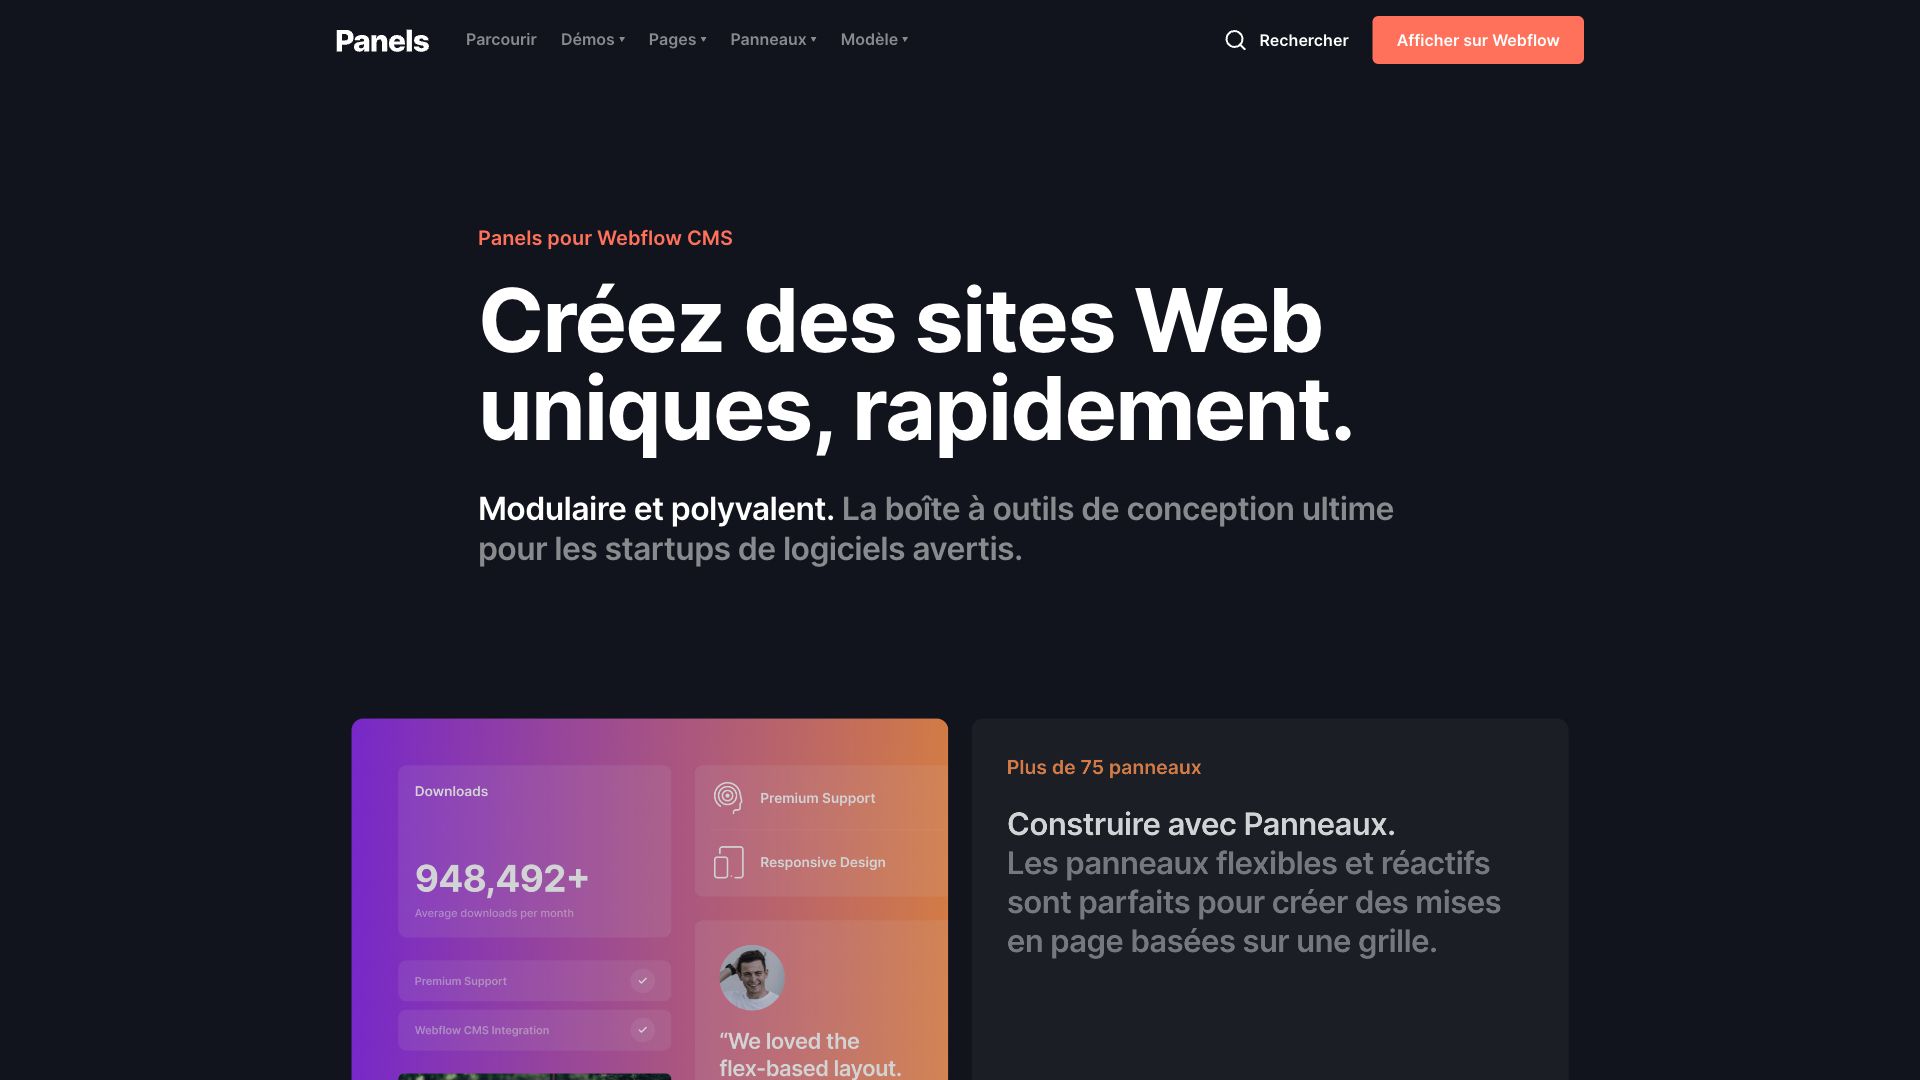 Panels
Parcourir
Démos
Pages
Panneaux
Modèle
Rechercher
Afficher sur Webflow
Panels pour Webflow CMS
Créez des sites Web
uniques, rapidement.
Modulaire et polyvalent. La boîte à outils de conception ultime
pour les startups de logiciels avertis.
Downloads
948,492+
Average downloads per month
Premium Support
Webflow CMS Integration
Premium Support
Responsive Design
“We loved the
flex-based layout.
Plus de 75 panneaux
Construire avec Panneaux.
Les panneaux flexibles et réactifs
sont parfaits pour créer des mises
en page basées sur une grille.